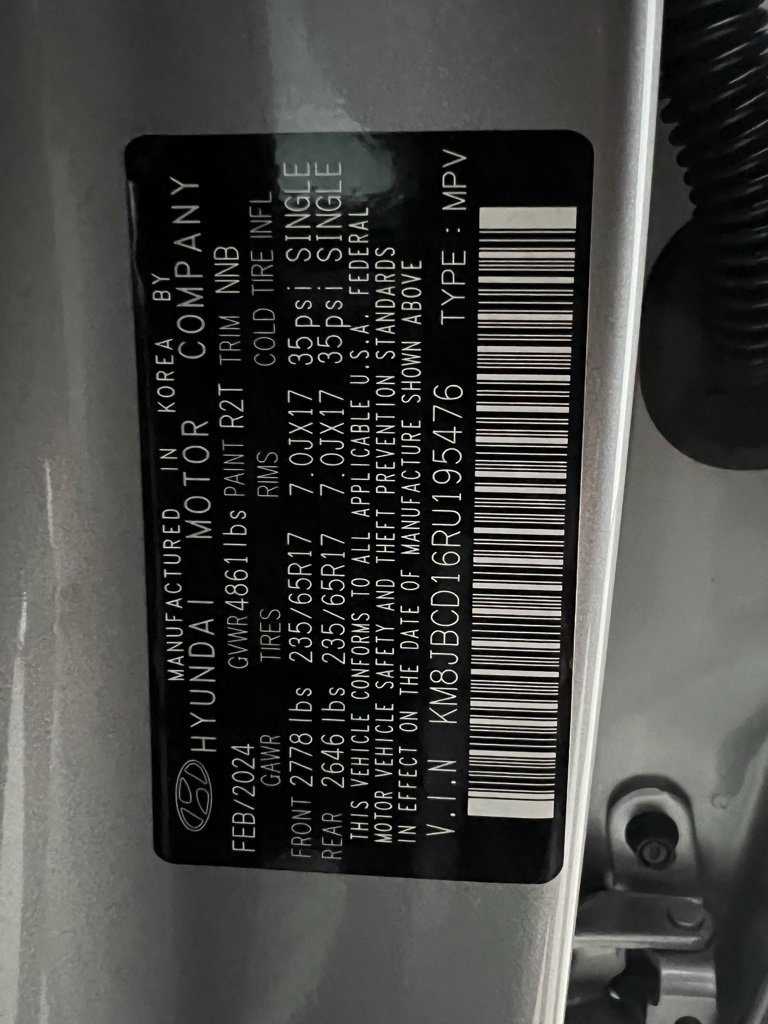 MANUFACTURED IN KOREA BY
HYUNDAI MOTOR COMPANY
FEB/2024 GVWR 4861 lbs PAINT R2T TRIM NNB
GAWR TIRES RIMS COLD TIRE INFL
FRONT 2778 lbs 235/65R17 7.0JX17 35psi SINGLE
REAR 2646 lbs 235/65R17 7.0JX17 35psi SINGLE
THIS VEHICLE CONFORMS TO ALL APPLICABLE U.S.A. FEDERAL
MOTOR VEHICLE SAFETY AND THEFT PREVENTION STANDARDS
IN EFFECT ON THE DATE OF MANUFACTURE SHOWN ABOVE
V.I.N KM8JBCD16RU195476 TYPE : MPV